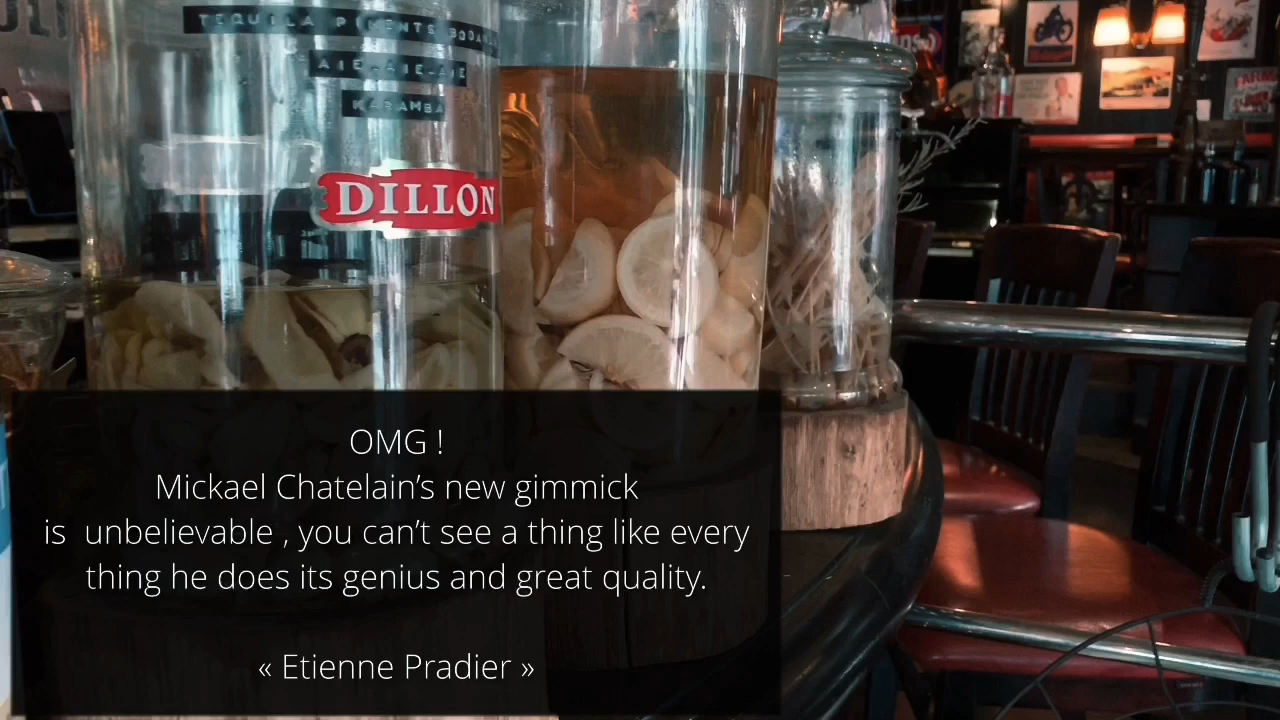 TEQUILA PIMENTS BODA
AIE-AIE-AIE
KARAMBA
DILLON
OMG !
Mickael Chatelain’s new gimmick
is unbelievable , you can’t see a thing like every
thing he does its genius and great quality.
« Etienne Pradier »